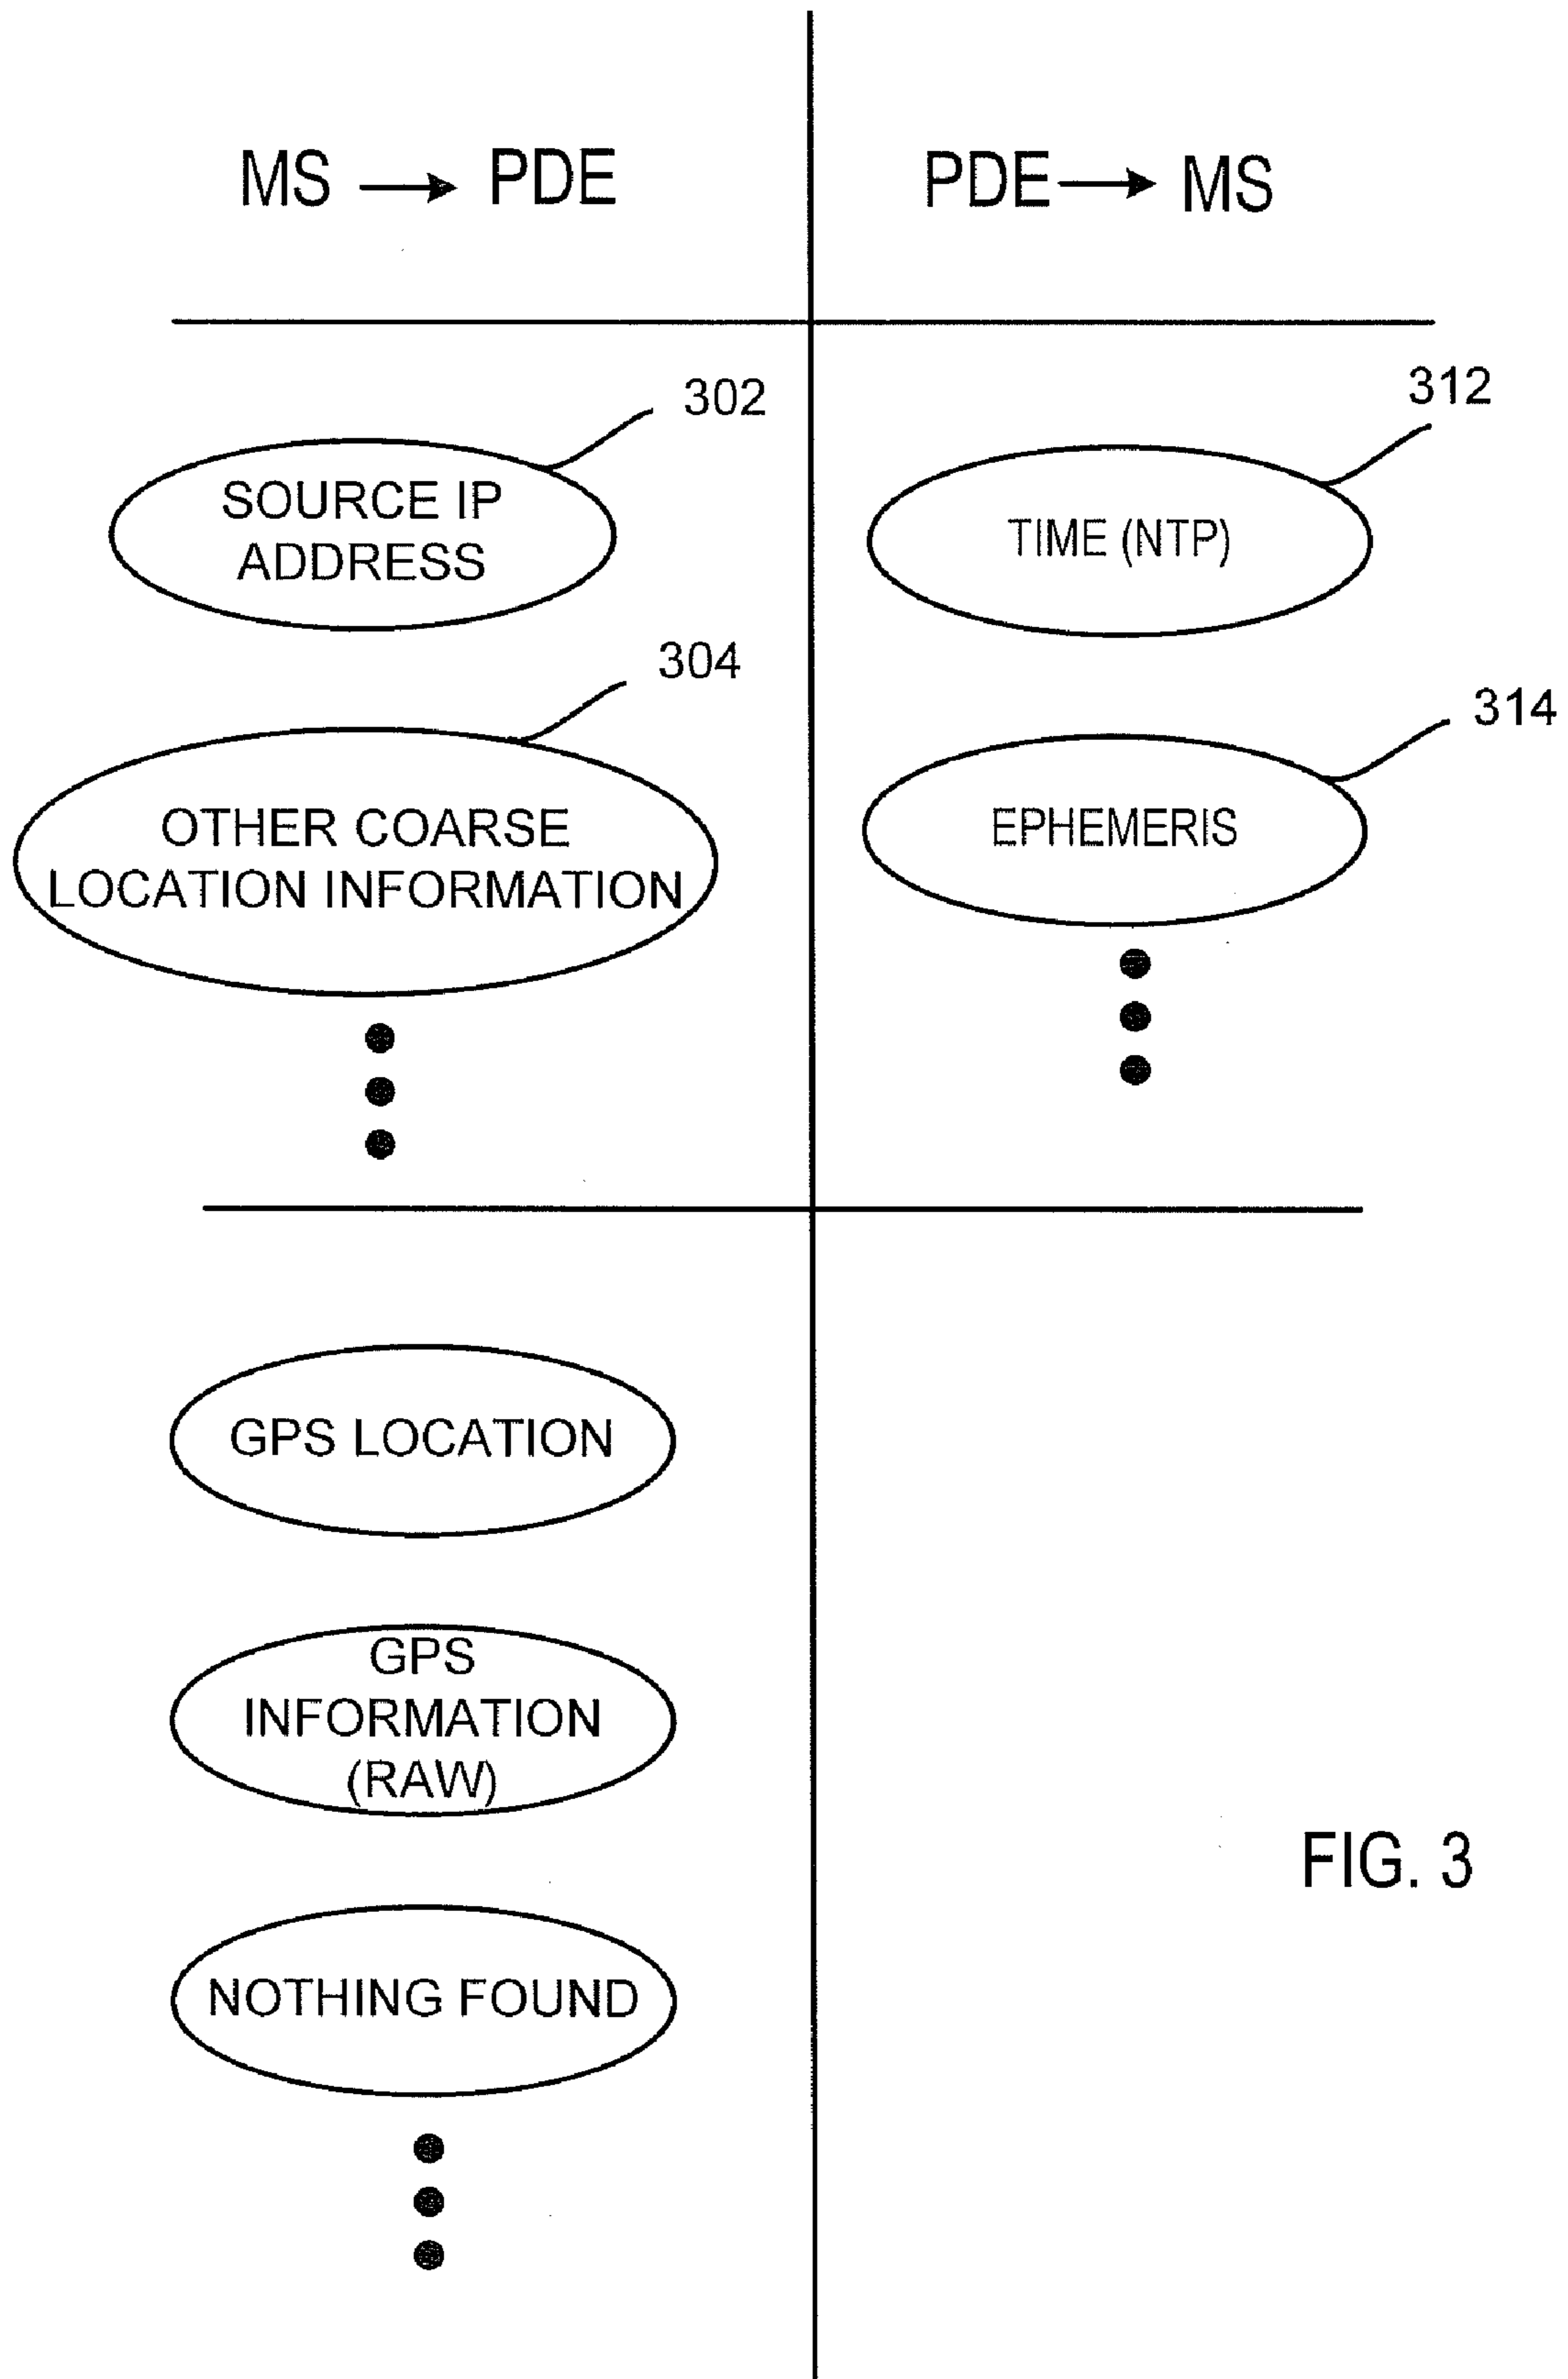 MS → PDE
PDE → MS
302
SOURCE IP
ADDRESS
304
OTHER COARSE
LOCATION INFORMATION
312
TIME (NTP)
314
EPHEMERIS
GPS LOCATION
GPS
INFORMATION
(RAW)
NOTHING FOUND
FIG. 3